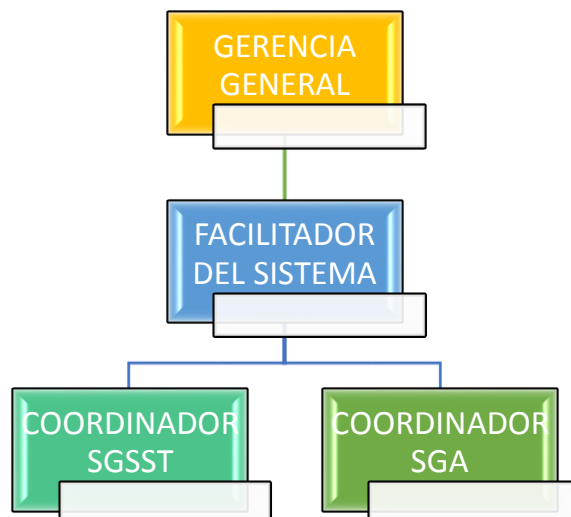 GERENCIA
GENERAL
FACILITADOR
DEL SISTEMA
COORDINADOR
SGSST
COORDINADOR
SGA